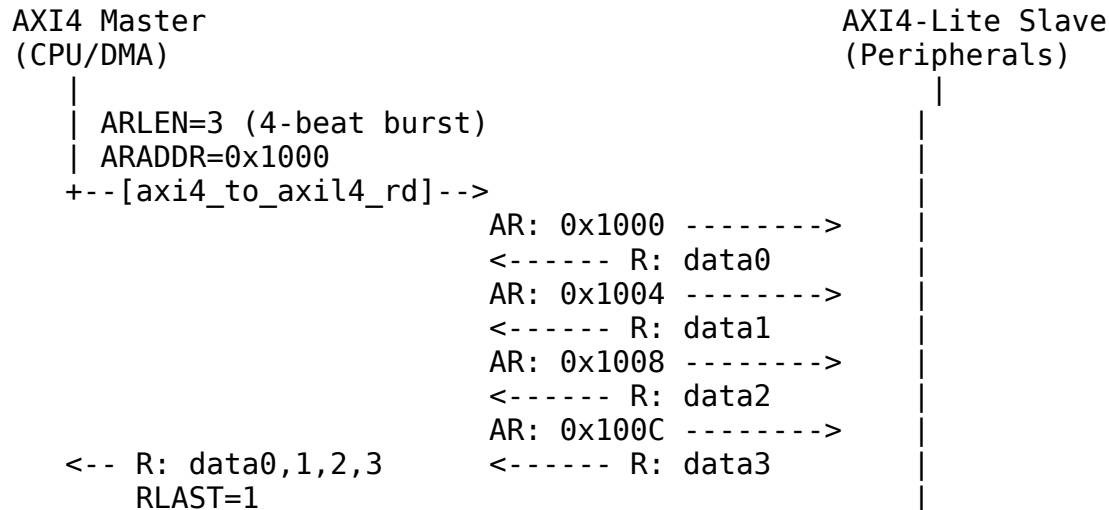 AXI4 Master                                AXI4-Lite Slave
(CPU/DMA)                                  (Peripherals)
   |                                            |
   | ARLEN=3 (4-beat burst)                     |
   | ARADDR=0x1000                              |
   +--[axi4_to_axil4_rd]-->                     |
                        AR: 0x1000 -------->    |
                        <------ R: data0        |
                        AR: 0x1004 -------->    |
                        <------ R: data1        |
                        AR: 0x1008 -------->    |
                        <------ R: data2        |
                        AR: 0x100C -------->    |
   <-- R: data0,1,2,3   <------ R: data3        |
       RLAST=1                                  |